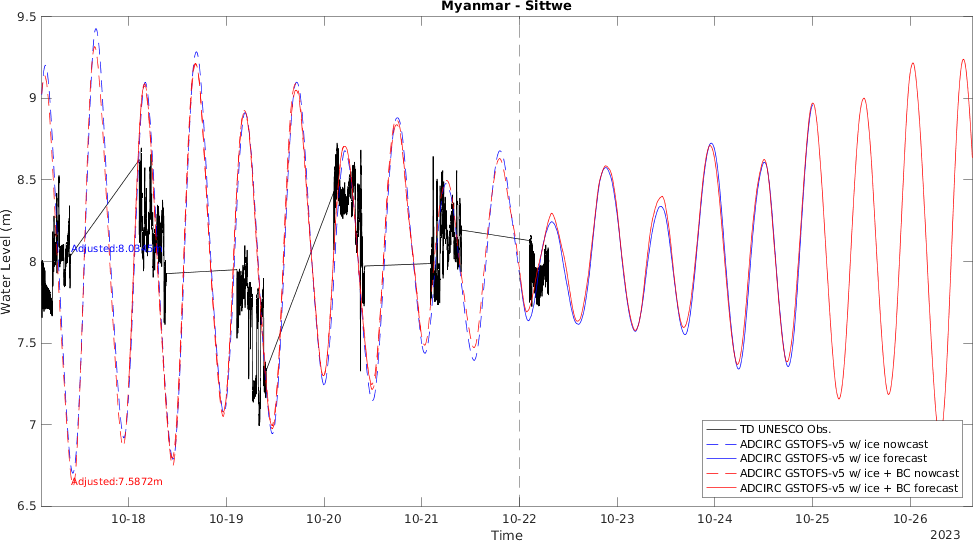 Myanmar - Sittwe
Water Level (m)
9.5
9
8.5
8
7.5
7
6.5
Adjusted:7.5872m
TD UNESCO Obs.
ADCIRC GSTOFS-v5 w/ ice nowcast
ADCIRC GSTOFS-v5 w/ ice forecast
ADCIRC GSTOFS-v5 w/ ice + BC nowcast
ADCIRC GSTOFS-v5 w/ ice + BC forecast
10-18 10-19 10-20 10-21 10-22 10-23 10-24 10-25 10-26
Time
2023